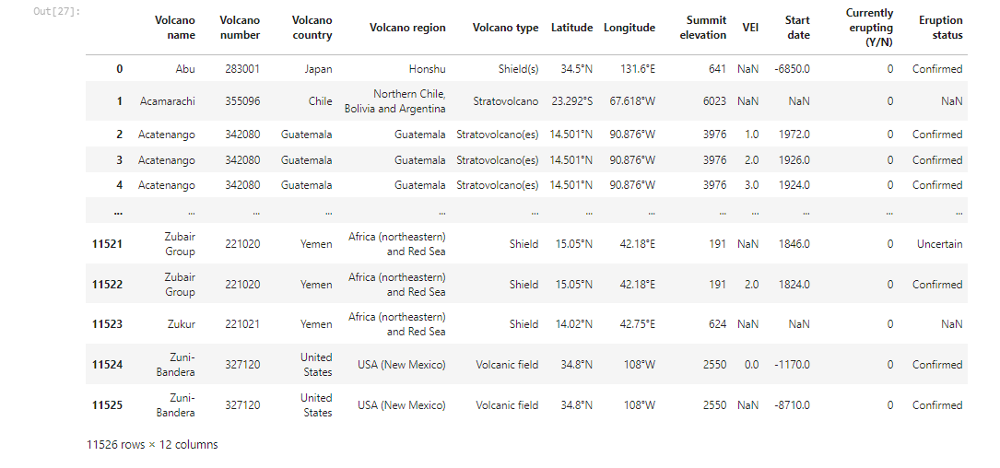 Out[27]:
Volcano name Volcano number Volcano country Volcano region Volcano type Latitude Longitude Summit elevation VEI Start date Currently erupting (Y/N) Eruption status
0 Abu 283001 Japan Honshu Shield(s) 34.5°N 131.6°E 641 NaN -6850.0 0 Confirmed
1 Acamarachi 355096 Chile Northern Chile, Bolivia and Argentina Stratovolcano 23.292°S 67.618°W 6023 NaN NaN 0 NaN
2 Acatenango 342080 Guatemala Guatemala Stratovolcano(es) 14.501°N 90.876°W 3976 1.0 1972.0 0 Confirmed
3 Acatenango 342080 Guatemala Guatemala Stratovolcano(es) 14.501°N 90.876°W 3976 2.0 1926.0 0 Confirmed
4 Acatenango 342080 Guatemala Guatemala Stratovolcano(es) 14.501°N 90.876°W 3976 3.0 1924.0 0 Confirmed
... ... ... ... ... ... ... ... ... ... ... ... ...
11521 Zubair Group 221020 Yemen Africa (northeastern) and Red Sea Shield 15.05°N 42.18°E 191 NaN 1846.0 0 Uncertain
11522 Zubair Group 221020 Yemen Africa (northeastern) and Red Sea Shield 15.05°N 42.18°E 191 2.0 1824.0 0 Confirmed
11523 Zukur 221021 Yemen Africa (northeastern) and Red Sea Shield 14.02°N 42.75°E 624 NaN NaN 0 NaN
11524 Zuni-Bandera 327120 United States USA (New Mexico) Volcanic field 34.8°N 108°W 2550 0.0 -1170.0 0 Confirmed
11525 Zuni-Bandera 327120 United States USA (New Mexico) Volcanic field 34.8°N 108°W 2550 NaN -8710.0 0 Confirmed
11526 rows × 12 columns